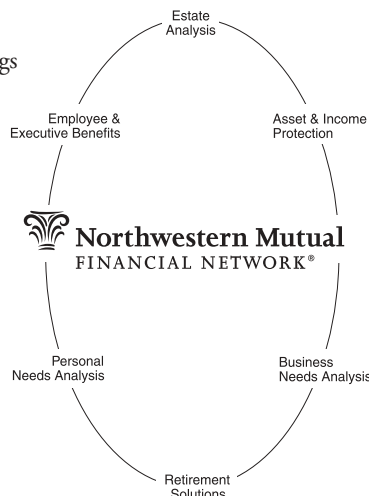 Estate
Analysis
gs
Employee &
Executive Benefits
Asset & Income
Protection
Northwestern Mutual
FINANCIAL NETWORK®
Personal
Needs Analysis
Business
Needs Analysis
Retirement
Solutions